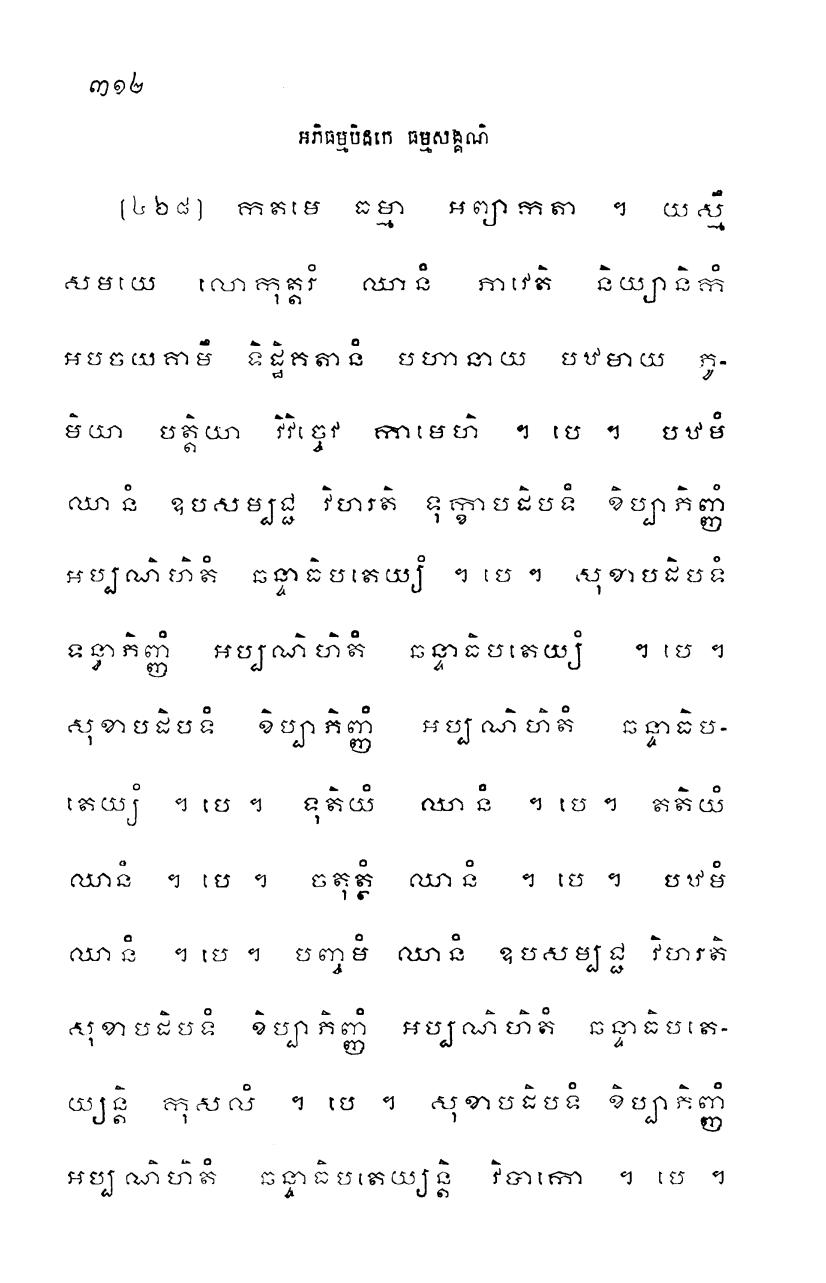 ៣១២
អភិធម្មបិដកេ ធម្មសង្គណិ
[៤៦៨] កតមេ ធម្មា អព្យាកតា ។ យស្មឹ
សមយេ លោកុត្តរំ ឈានំ ភាវេតិ និយ្យានិកំ
អបចយគាមឹ ទិដ្ឋិគតានំ បហានាយ បឋមាយ ភូ-
មិយា បត្តិយា វិវិច្ចេវ កាមេហិ ។ បេ ។ បឋមំ
ឈានំ ឧបសម្បជ្ជ វិហរតិ ទុក្ខាបដិបទំ ខិប្បាភិញ្ញំ
អប្បណិហិតំ ឆន្ទាធិបតេយ្យំ ។ បេ ។ សុខាបដិបទំ
ទន្ធាភិញ្ញំ អប្បណិហិតំ ឆន្ទាធិបតេយ្យំ ។ បេ ។
សុខាបដិបទំ ខិប្បាភិញ្ញំ អប្បណិហិតំ ឆន្ទាធិប-
តេយ្យំ ។ បេ ។ ទុតិយំ ឈានំ ។ បេ ។ តតិយំ
ឈានំ ។ បេ ។ ចតុត្ថំ ឈានំ ។ បេ ។ បឋមំ
ឈានំ ។ បេ ។ បញ្ចមំ ឈានំ ឧបសម្បជ្ជ វិហរតិ
សុខាបដិបទំ ខិប្បាភិញ្ញំ អប្បណិហិតំ ឆន្ទាធិបតេ-
យ្យន្តិ កុសលំ ។ បេ ។ សុខាបដិបទំ ខិប្បាភិញ្ញំ
អប្បណិហិតំ ឆន្ទាធិបតេយ្យន្តិ វិបាកោ ។ បេ ។